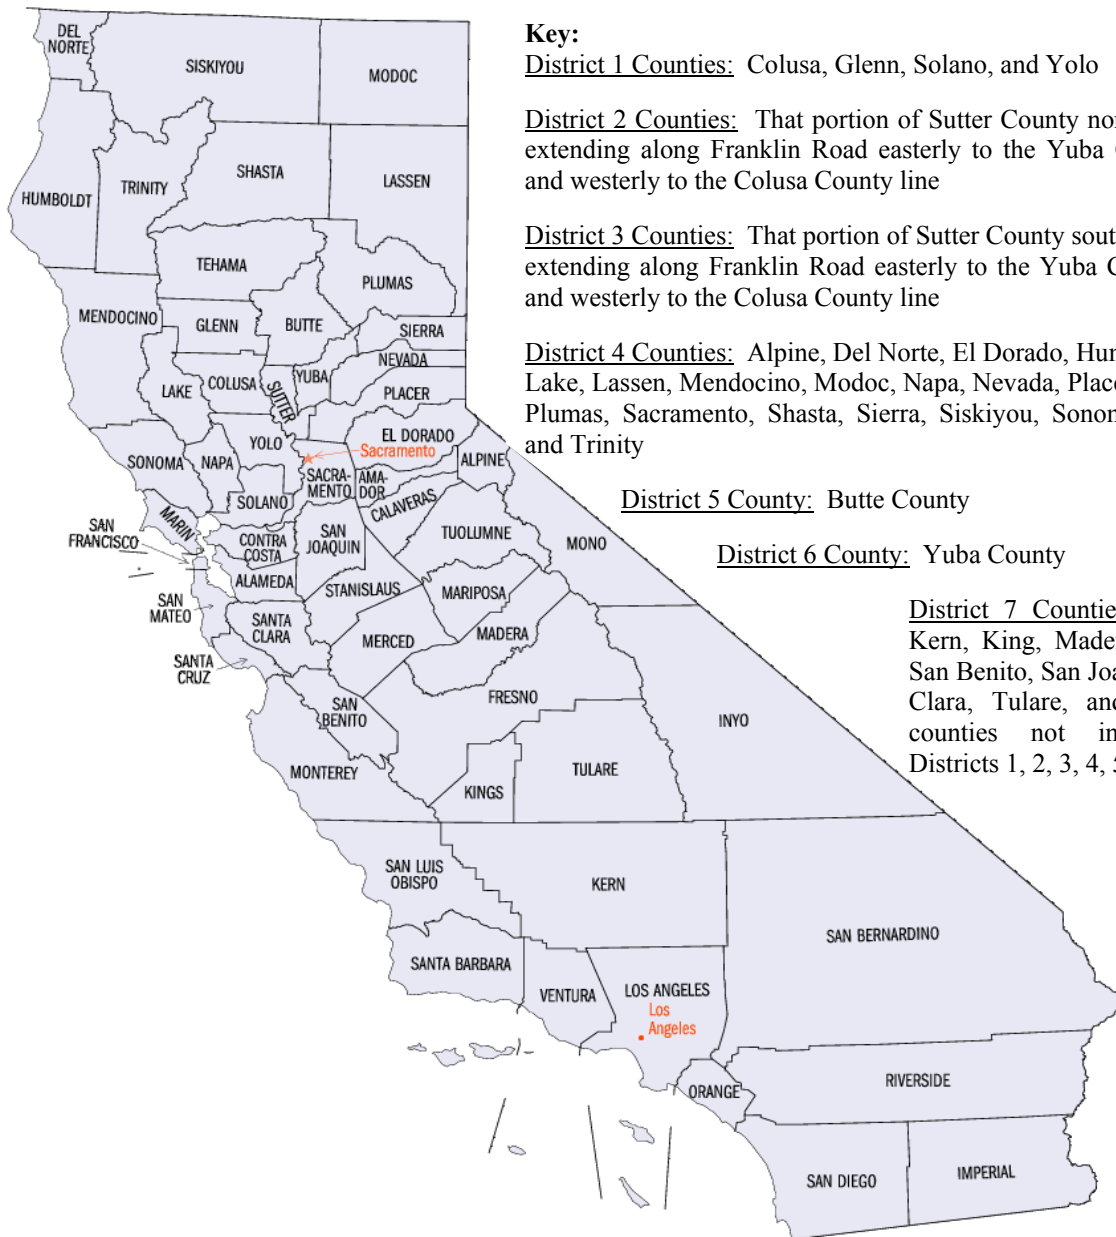 Key:
District 1 Counties: Colusa, Glenn, Solano, and Yolo
District 2 Counties: That portion of Sutter County
extending along Franklin Road easterly to the Yuba
and westerly to the Colusa County line
District 3 Counties: That portion of Sutter County
extending along Franklin Road easterly to the Yuba
and westerly to the Colusa County line
District 4 Counties: Alpine, Del Norte, El Dorado,
Lake, Lassen, Mendocino, Modoc, Napa, Nevada,
Plumas, Sacramento, Shasta, Sierra, Siskiyou,
and Trinity
District 5 County: Butte County
District 6 County: Yuba County
District 7
Kern, King,
San Benito, San
Clara, Tulare, and
counties not
Districts 1, 2, 3, 4,
DEL
NORTE
SISKIYOU
MODOC
HUMBOLDT
TRINITY
SHASTA
LASSEN
TEHAMA
PLUMAS
MENDOCINO
GLENN
BUTTE
SIERRA
NEVADA
YUBA
PLACER
LAKE
COLUSA
SUTTER
YOLO
EL DORADO
Sacramento
SONOMA
NAPA
SACRA-
MENTO
AMA-
DOR
ALPINE
SOLANO
CALAVERAS
MARIN
SAN
FRANCISCO
CONTRA
COSTA
SAN
JOAQUIN
TUOLUMNE
MONO
ALAMEDA
STANISLAUS
MARIPOSA
SAN
MATEO
SANTA
CLARA
MERCED
MADERA
SANTA
CRUZ
FRESNO
SAN
BENITO
INYO
MONTEREY
KINGS
TULARE
SAN LUIS
OBISPO
KERN
SAN BERNARDINO
SANTA BARBARA
VENTURA
LOS ANGELES
Los
Angeles
ORANGE
RIVERSIDE
SAN DIEGO
IMPERIAL